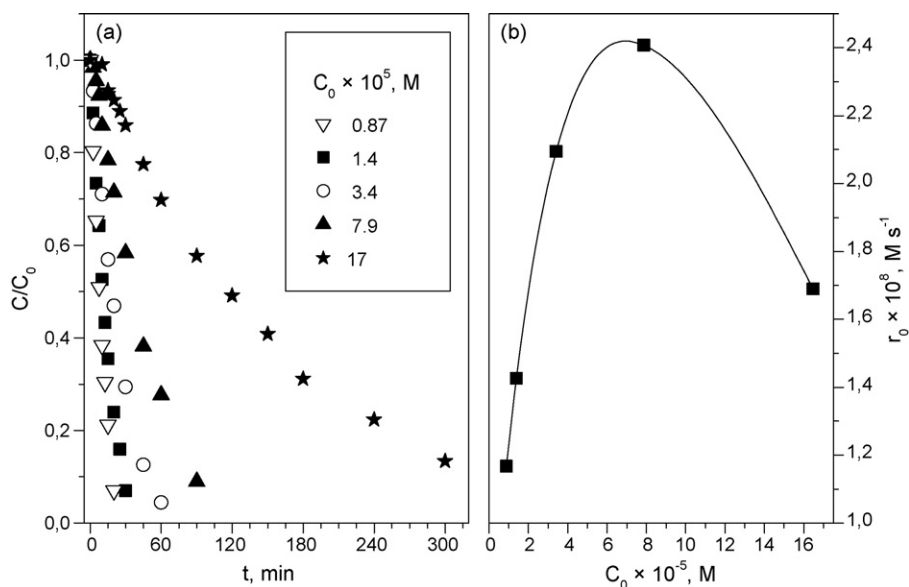 (a)
C₀ × 10⁵, M
0.87
1.4
3.4
7.9
17
1,0
0,8
0,6
0,4
0,2
0,0
C/C₀
0 60 120 180 240 300
t, min
(b)
2,4
2,2
2,0
1,8
1,6
1,4
1,2
1,0
r₀ × 10⁸, M s⁻¹
0 2 4 6 8 10 12 14 16
C₀ × 10⁻⁵, M